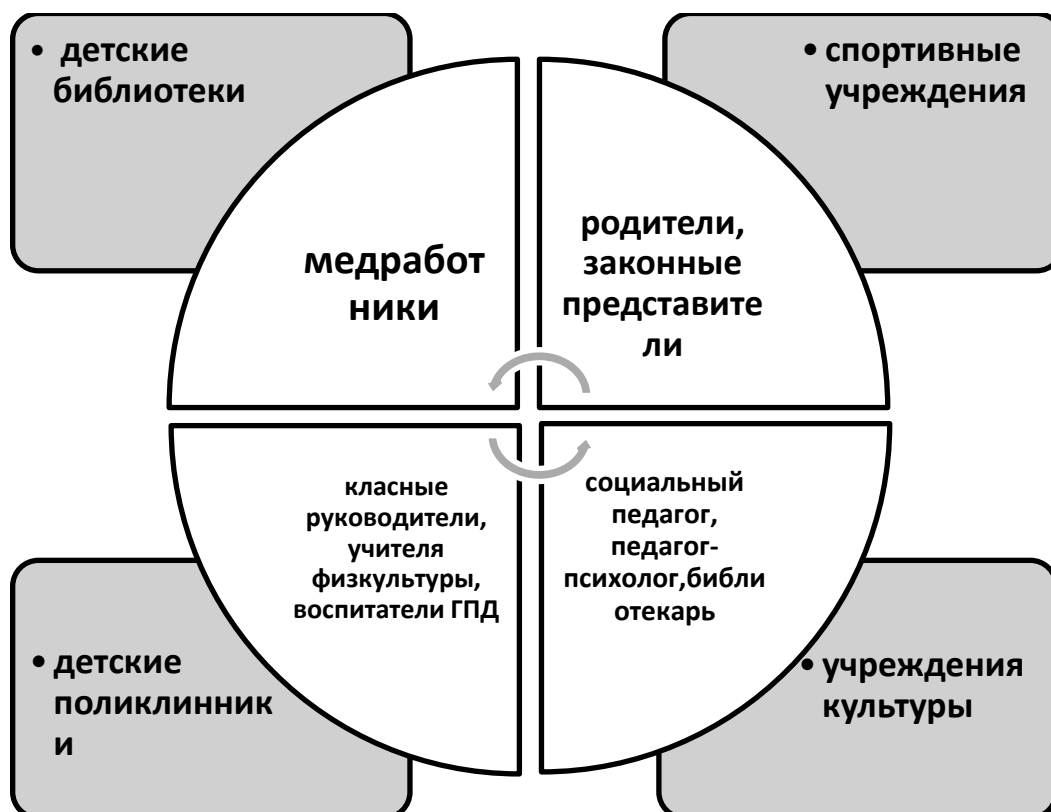 • детские
библиотеки
• спортивные
учреждения
медработ
ники
родители,
законные
представите
ли
класные
руководители,
учителя
физкультуры,
воспитатели ГПД
социальный
педагог,
педагог-
психолог,библи
отекарь
• детские
поликлинник
и
• учреждения
культуры